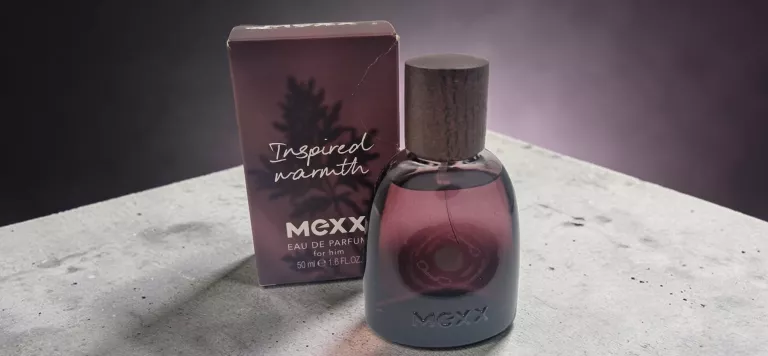 Inspired
warmth
MEXX
EAU DE PARFUM
for him
50 ml ℮ 1.6 FL.OZ.
MEXX